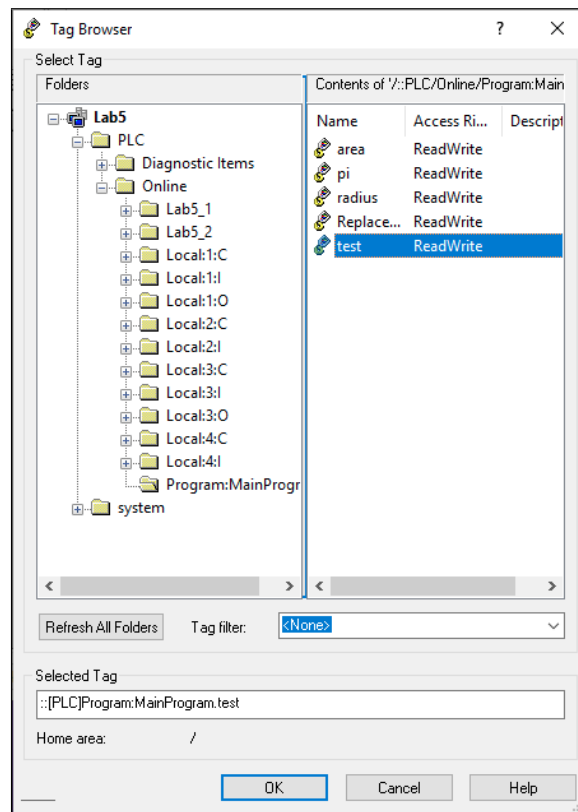 Tag Browser
?
Select Tag
Folders
Contents of '/::PLC/Online/Program:Main
Lab5
PLC
Diagnostic Items
Online
Lab5_1
Lab5_2
Local:1:C
Local:1:I
Local:1:O
Local:2:C
Local:2:I
Local:3:C
Local:3:I
Local:3:O
Local:4:C
Local:4:I
Program:MainProgr
system
Name Access Ri... Descript
area ReadWrite
pi ReadWrite
radius ReadWrite
Replace... ReadWrite
test ReadWrite
Refresh All Folders Tag filter: <None>
Selected Tag
::[PLC]Program:MainProgram.test
Home area: /
OK Cancel Help